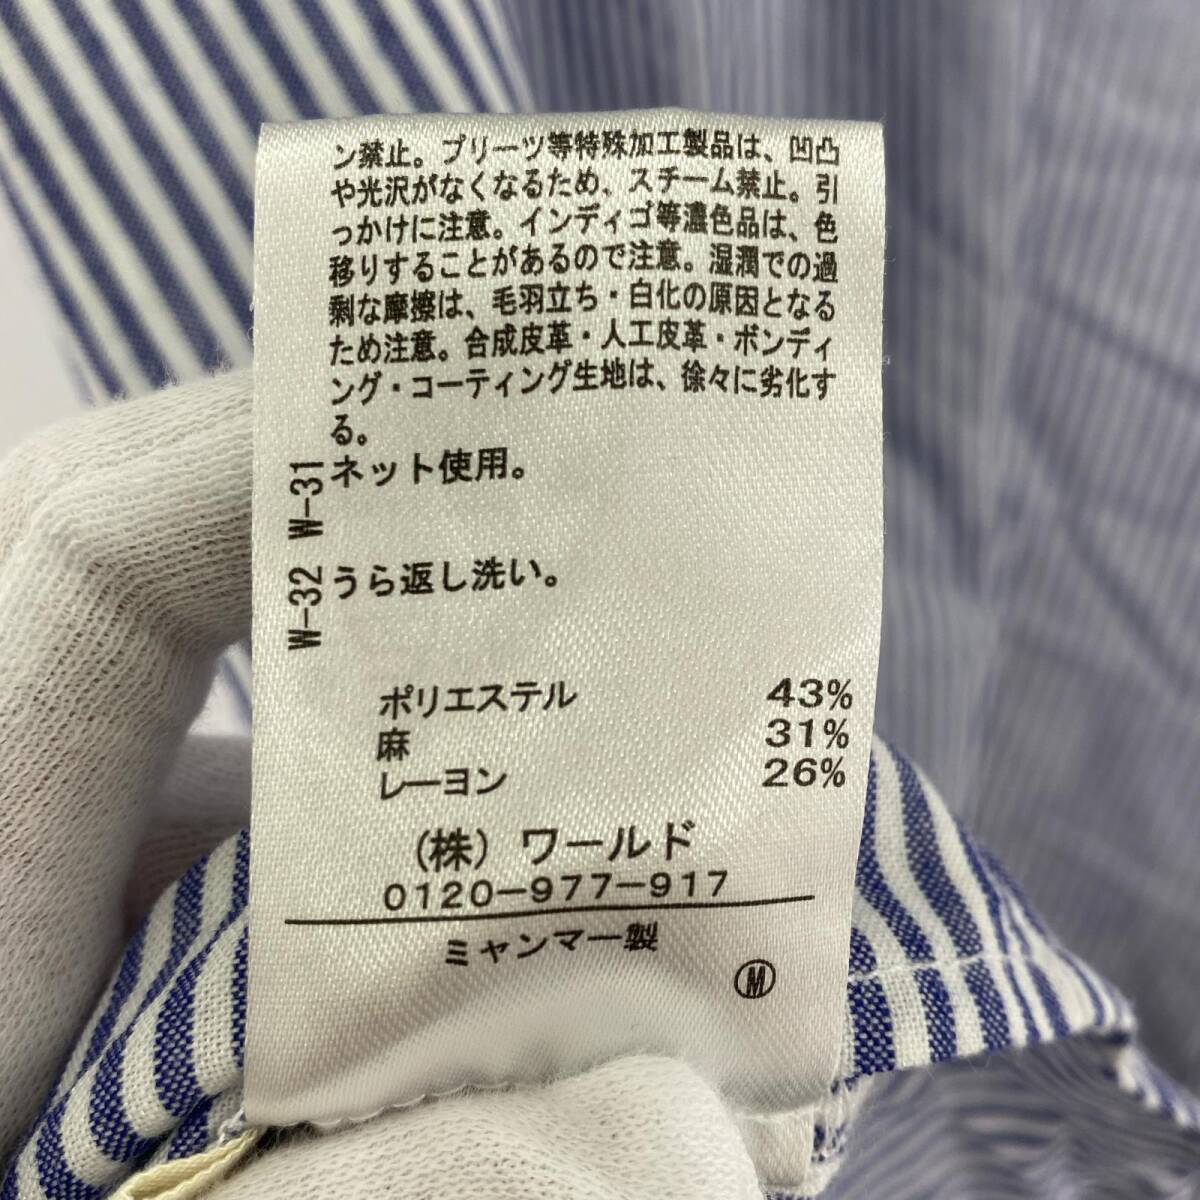 ン禁止。プリーツ等特殊加工製品は、凹凸
や光沢がなくなるため、スチーム禁止。引
っかけに注意。インディゴ等濃色品は、色
移りすることがあるので注意。湿潤での過
剰な摩擦は、毛羽立ち・白化の原因となる
ため注意。合成皮革・人工皮革・ボンディ
ング・コーティング生地は、徐々に劣化す
る。
W-31 ネット使用。
W-32 うら返し洗い。
ポリエステル 43%
麻 31%
レーヨン 26%
(株) ワールド
0120-977-917
ミャンマー製
M